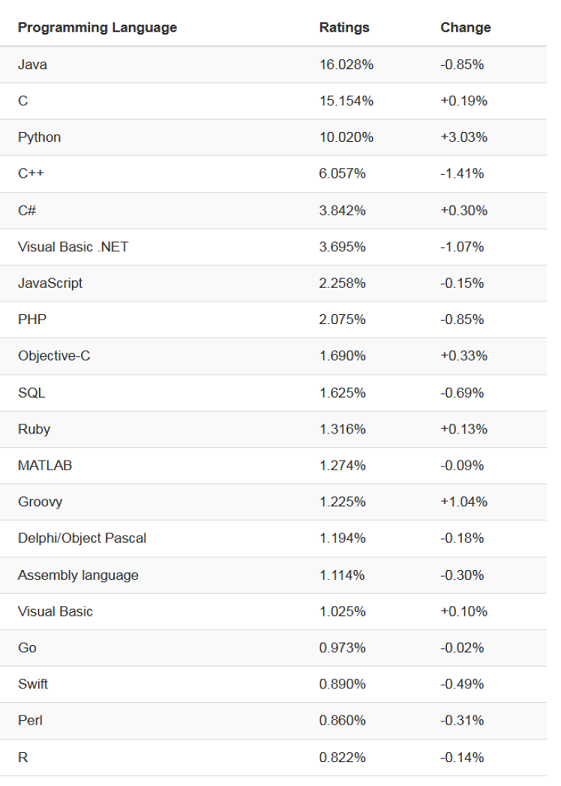 Programming Language Ratings Change
Java 16.028% -0.85%
C 15.154% +0.19%
Python 10.020% +3.03%
C++ 6.057% -1.41%
C# 3.842% +0.30%
Visual Basic .NET 3.695% -1.07%
JavaScript 2.258% -0.15%
PHP 2.075% -0.85%
Objective-C 1.690% +0.33%
SQL 1.625% -0.69%
Ruby 1.316% +0.13%
MATLAB 1.274% -0.09%
Groovy 1.225% +1.04%
Delphi/Object Pascal 1.194% -0.18%
Assembly language 1.114% -0.30%
Visual Basic 1.025% +0.10%
Go 0.973% -0.02%
Swift 0.890% -0.49%
Perl 0.860% -0.31%
R 0.822% -0.14%